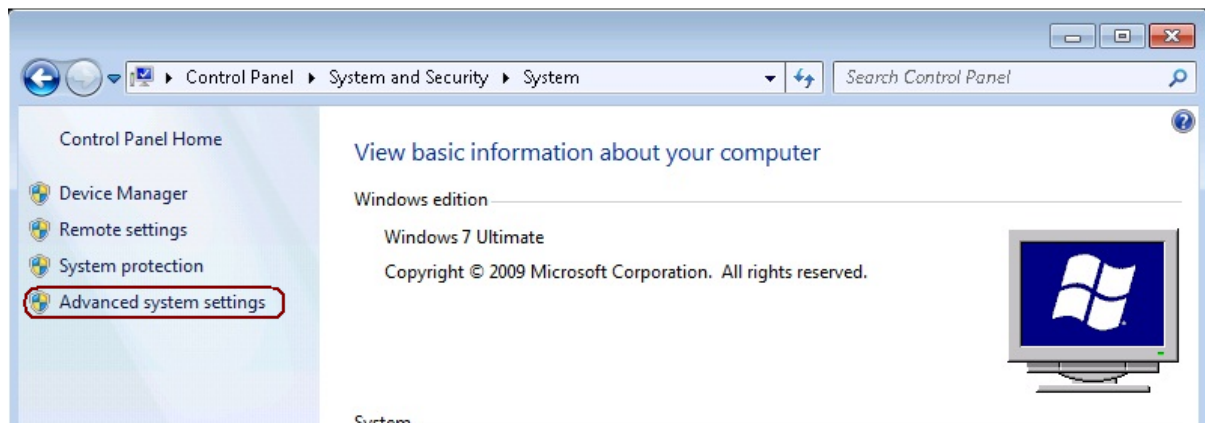 Control Panel ▸ System and Security ▸ System
Search Control Panel
Control Panel Home
Device Manager
Remote settings
System protection
Advanced system settings
View basic information about your computer
Windows edition
Windows 7 Ultimate
Copyright © 2009 Microsoft Corporation. All rights reserved.
System